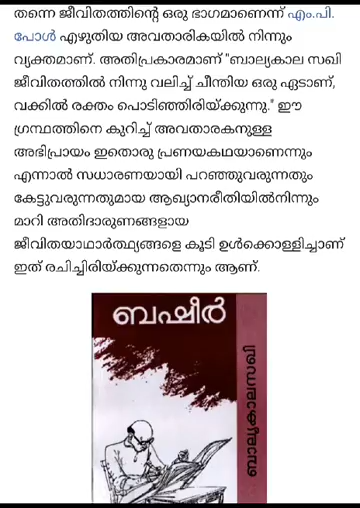 തന്നെ ജീവിതത്തിന്റെ ഒരു ഭാഗമാണെന്ന് എം.പി.
പോൾ എഴുതിയ അവതാരികയിൽ നിന്നും
വ്യക്തമാണ്. അതിപ്രകാരമാണ് "ബാല്യകാല സഖി
ജീവിതത്തിൽ നിന്നു വലിച്ച് ചീന്തിയ ഒരു ഏടാണ്,
വക്കിൽ രക്തം പൊടിഞ്ഞിരിയ്ക്കുന്നു." ഈ
ഗ്രന്ഥത്തിനെ കുറിച്ച് അവതാരകനുള്ള
അഭിപ്രായം ഇതൊരു പ്രണയകഥയാണെന്നും
എന്നാൽ സധാരണയായി പറഞ്ഞുവരുന്നതും
കേട്ടുവരുന്നതുമായ ആഖ്യാനരീതിയിൽനിന്നും
മാറി അതിദാരുണങ്ങളായ
ജീവിതയാഥാർത്ഥ്യങ്ങളെ കൂടി ഉൾക്കൊള്ളിച്ചാണ്
ഇത് രചിച്ചിരിയ്ക്കുന്നതെന്നും ആണ്.
ബഷീർ
ബാല്യകാലസഖി